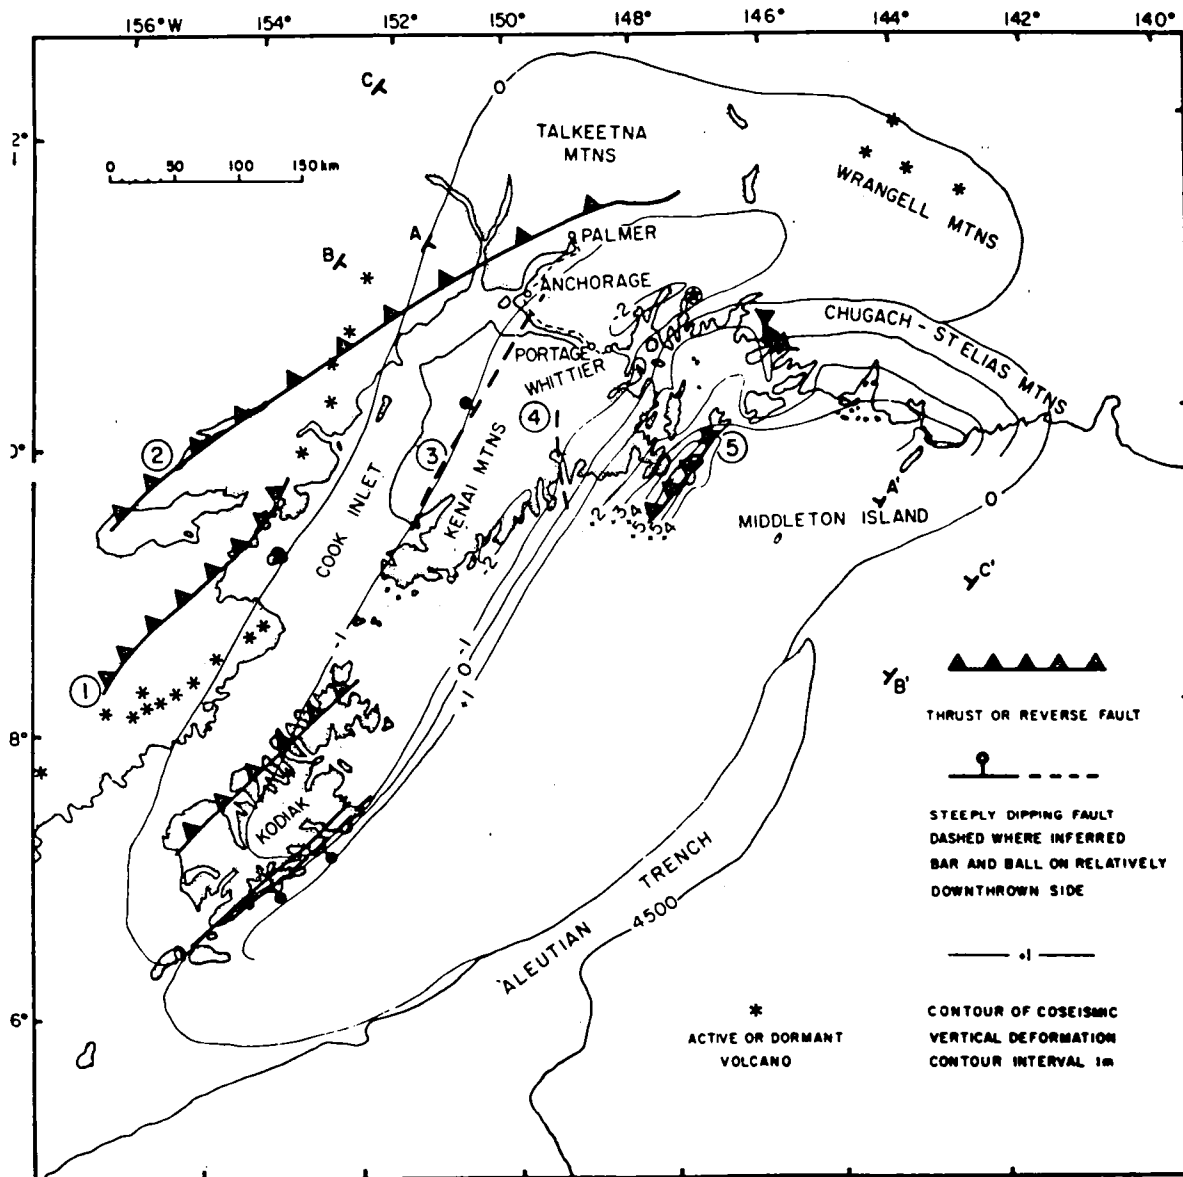 156°W 154° 152° 150° 148° 146° 144° 142° 140°
C
0
2°
TALKEETNA
MTNS
0 50 100 150 km
WRANGELL MTNS
A
B
PALMER
ANCHORAGE
-2
CHUGACH - ST ELIAS MTNS
PORTAGE
WHITTIER
2
4
0°
3
5
COOK INLET
KENAI MTNS
A'
MIDDLETON ISLAND
0
-2
C'
-1
-1
0
+1
1
B'
THRUST OR REVERSE FAULT
8°
STEEPLY DIPPING FAULT
DASHED WHERE INFERRED
BAR AND BALL ON RELATIVELY
DOWNTHROWN SIDE
KODIAK
ALEUTIAN TRENCH
4500
+1
6°
*
ACTIVE OR DORMANT
VOLCANO
CONTOUR OF COSEISMIC
VERTICAL DEFORMATION
CONTOUR INTERVAL 1m